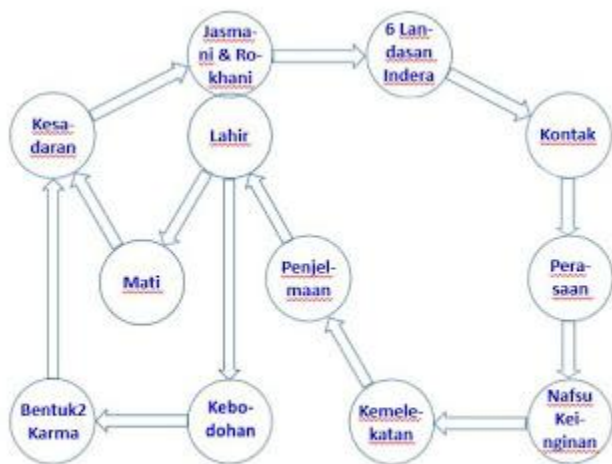 Jasma-
ni & Ro-
khani
6 Lan-
dasan
Indera
Kesa-
daran
Lahir
Kontak
Mati
Penjel-
maan
Pera-
saan
Bentuk2
Karma
Kebo-
dohan
Kemele-
katan
Nafsu
Kei-
nginan